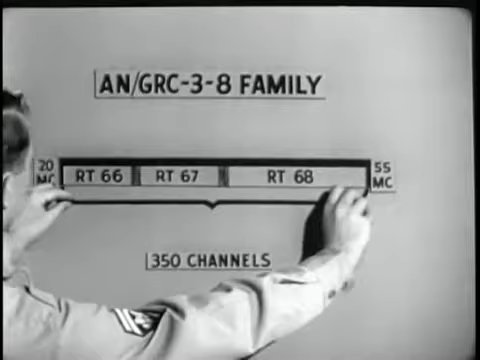 AN/GRC-3-8 FAMILY
20 MC RT 66 RT 67 RT 68 55 MC
350 CHANNELS